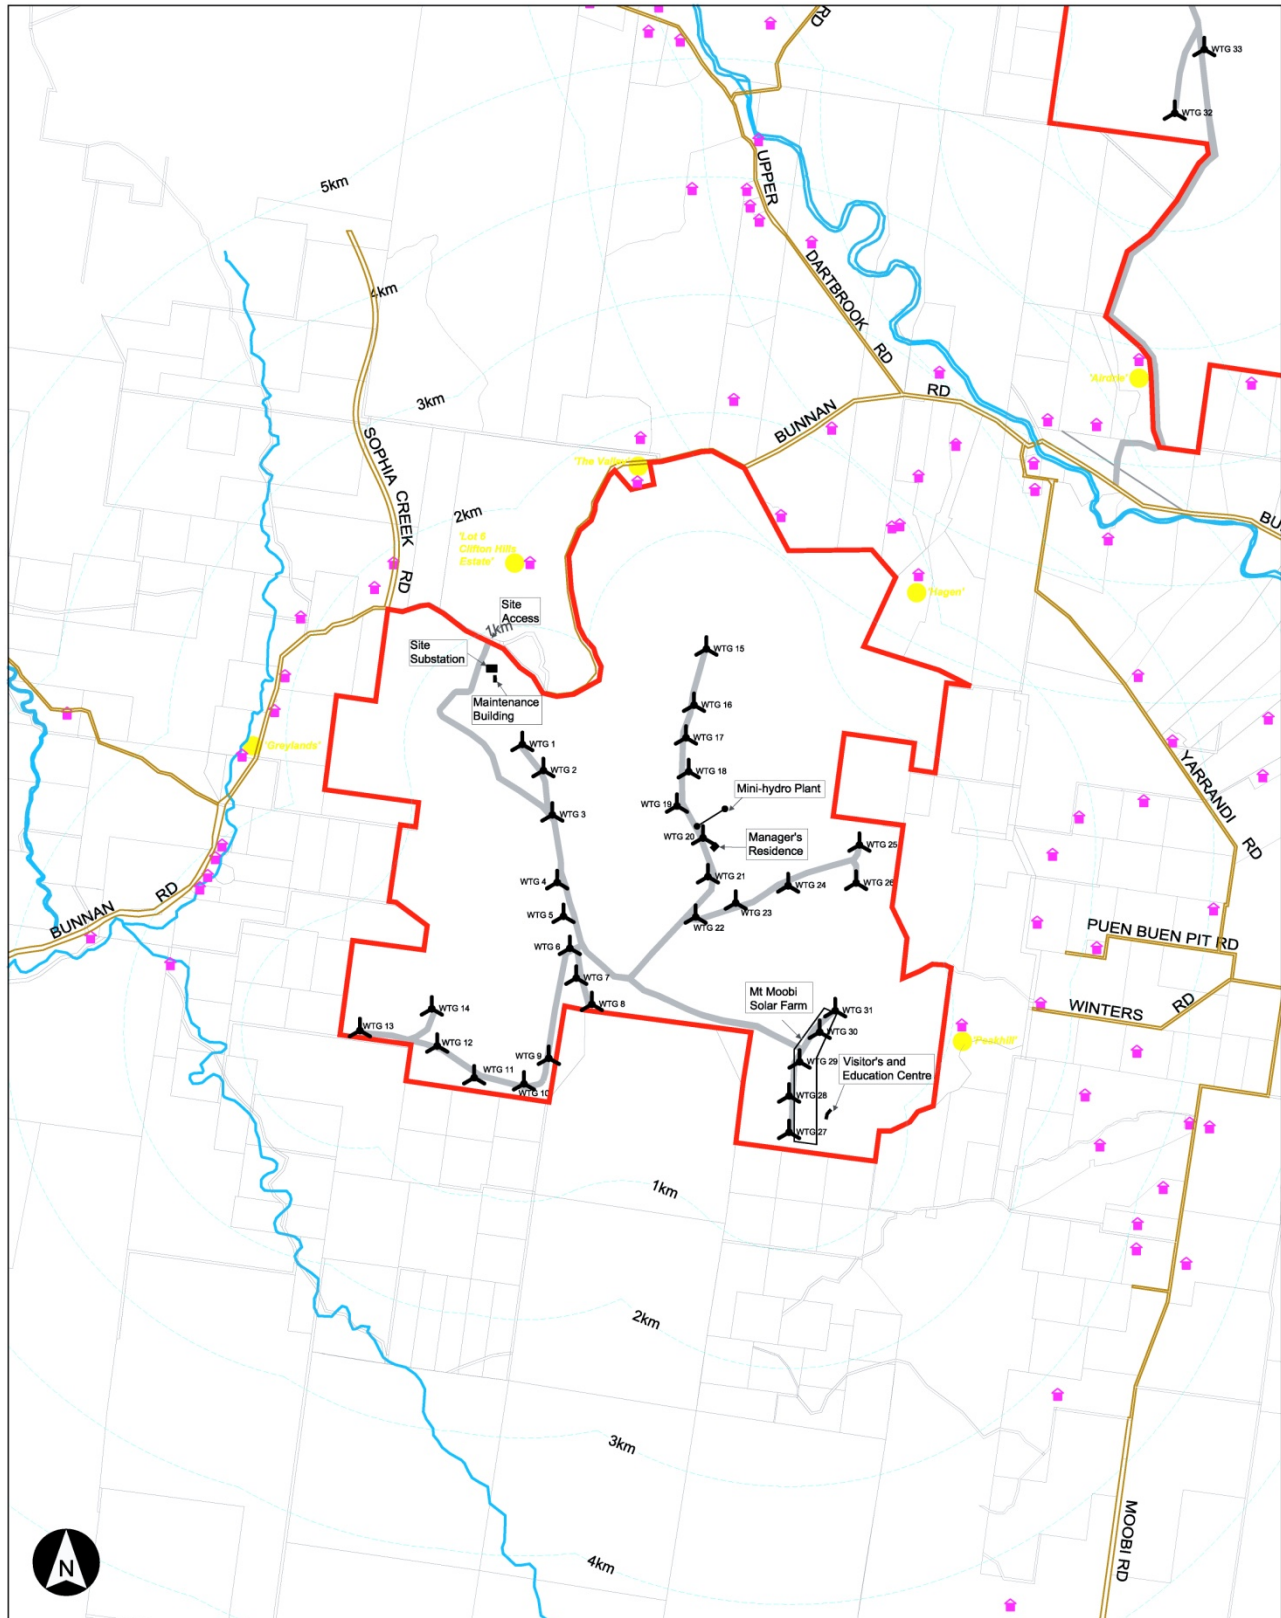 RD
WTG 33
WTG 32
UPPER
5km
DARTBROOK
RD
4km
'Airdrie'
3km
RD
BUNNAN
SOPHIA CREEK
RD
'The Valley'
2km
'Lot 6
Clifton Hills
Estate'
'Hagen'
Site
Access
1km
Site
Substation
WTG 15
Maintenance
Building
WTG 16
WTG 17
'Greylands'
WTG 1
WTG 2
WTG 18
YARRANDI
RD
Mini-hydro Plant
WTG 3
WTG 19
WTG 20
Manager's
Residence
WTG 25
WTG 4
WTG 21
WTG 24
WTG 26
BUNNAN
RD
WTG 5
WTG 23
WTG 22
PUEN BUEN PIT RD
WTG 6
WTG 7
Mt Moobi
Solar Farm
WTG 14
WTG 8
WTG 31
WINTERS
RD
WTG 13
WTG 30
WTG 12
WTG 9
WTG 29
Visitor's and
Education Centre
WTG 11
WTG 10
WTG 28
WTG 27
1km
2km
3km
MOOBI RD
4km
N